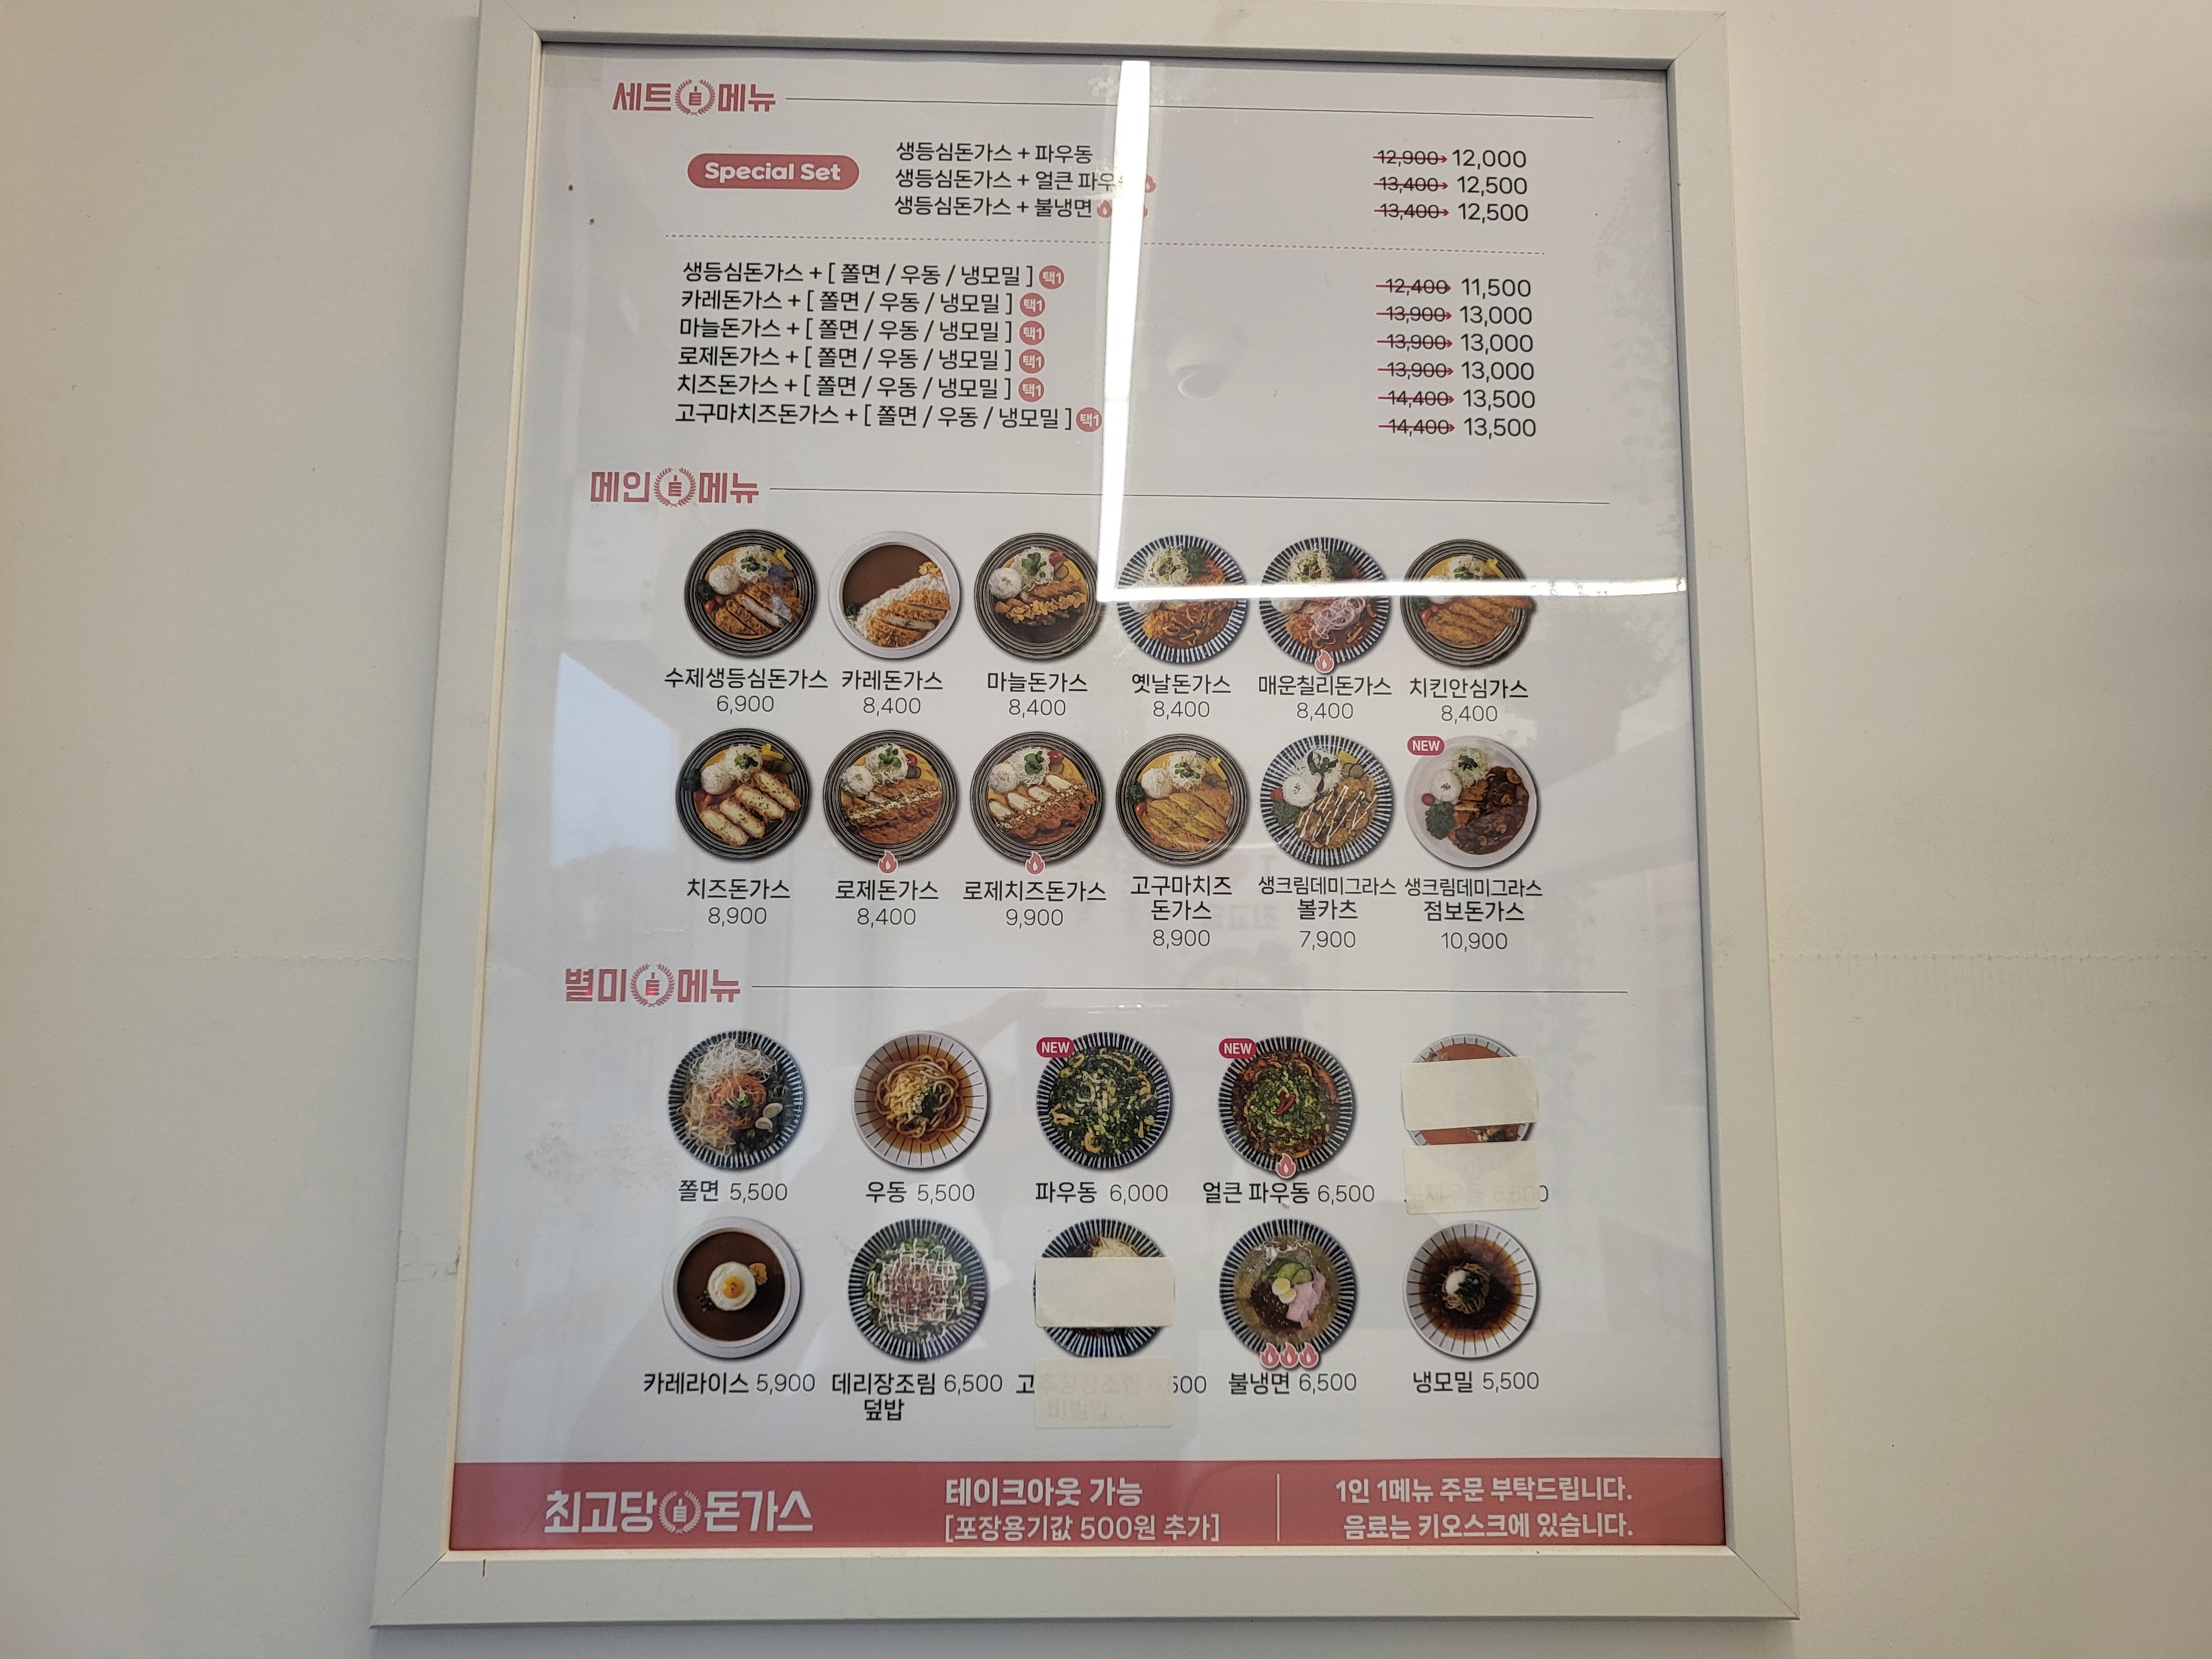 세트 메뉴
Special Set
생등심돈가스 + 파우동 12,900 12,000
생등심돈가스 + 얼큰 파우 13,400 12,500
생등심돈가스 + 불냉면 13,400 12,500
생등심돈가스 + [ 쫄면 / 우동 / 냉모밀 ] 택1 12,400 11,500
카레돈가스 + [ 쫄면 / 우동 / 냉모밀 ] 택1 13,900 13,000
마늘돈가스 + [ 쫄면 / 우동 / 냉모밀 ] 택1 13,900 13,000
로제돈가스 + [ 쫄면 / 우동 / 냉모밀 ] 택1 13,900 13,000
치즈돈가스 + [ 쫄면 / 우동 / 냉모밀 ] 택1 14,400 13,500
고구마치즈돈가스 + [ 쫄면 / 우동 / 냉모밀 ] 택1 14,400 13,500
메인 메뉴
수제생등심돈가스 카레돈가스 마늘돈가스 옛날돈가스 매운칠리돈가스 치킨안심가스
6,900 8,400 8,400 8,400 8,400 8,400
NEW
치즈돈가스 로제돈가스 로제치즈돈가스 고구마치즈 생크림데미그라스 생크림데미그라스
돈가스 볼카츠 점보돈가스
8,900 8,400 9,900 8,900 7,900 10,900
별미 메뉴
NEW NEW
쫄면 5,500 우동 5,500 파우동 6,000 얼큰 파우동 6,500
카레라이스 5,900 데리장조림 6,500 고 500 불냉면 6,500 냉모밀 5,500
덮밥
최고당 돈가스
테이크아웃 가능
[포장용기값 500원 추가]
1인 1메뉴 주문 부탁드립니다.
음료는 키오스크에 있습니다.